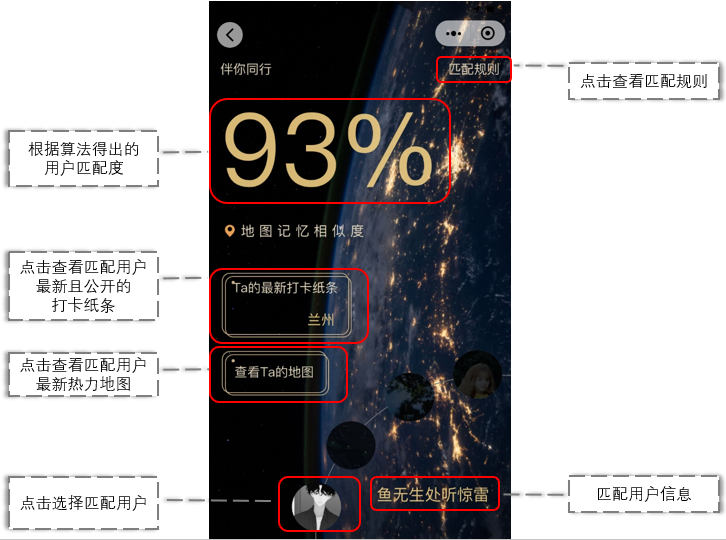 伴你同行
匹配规则
点击查看匹配规则
93%
根据算法得出的
用户匹配度
地图记忆相似度
点击查看匹配用户
最新且公开的
打卡纸条
Ta的最新打卡纸条
兰州
点击查看匹配用户
最新热力地图
查看Ta的地图
点击选择匹配用户
鱼无生处听惊雷
匹配用户信息